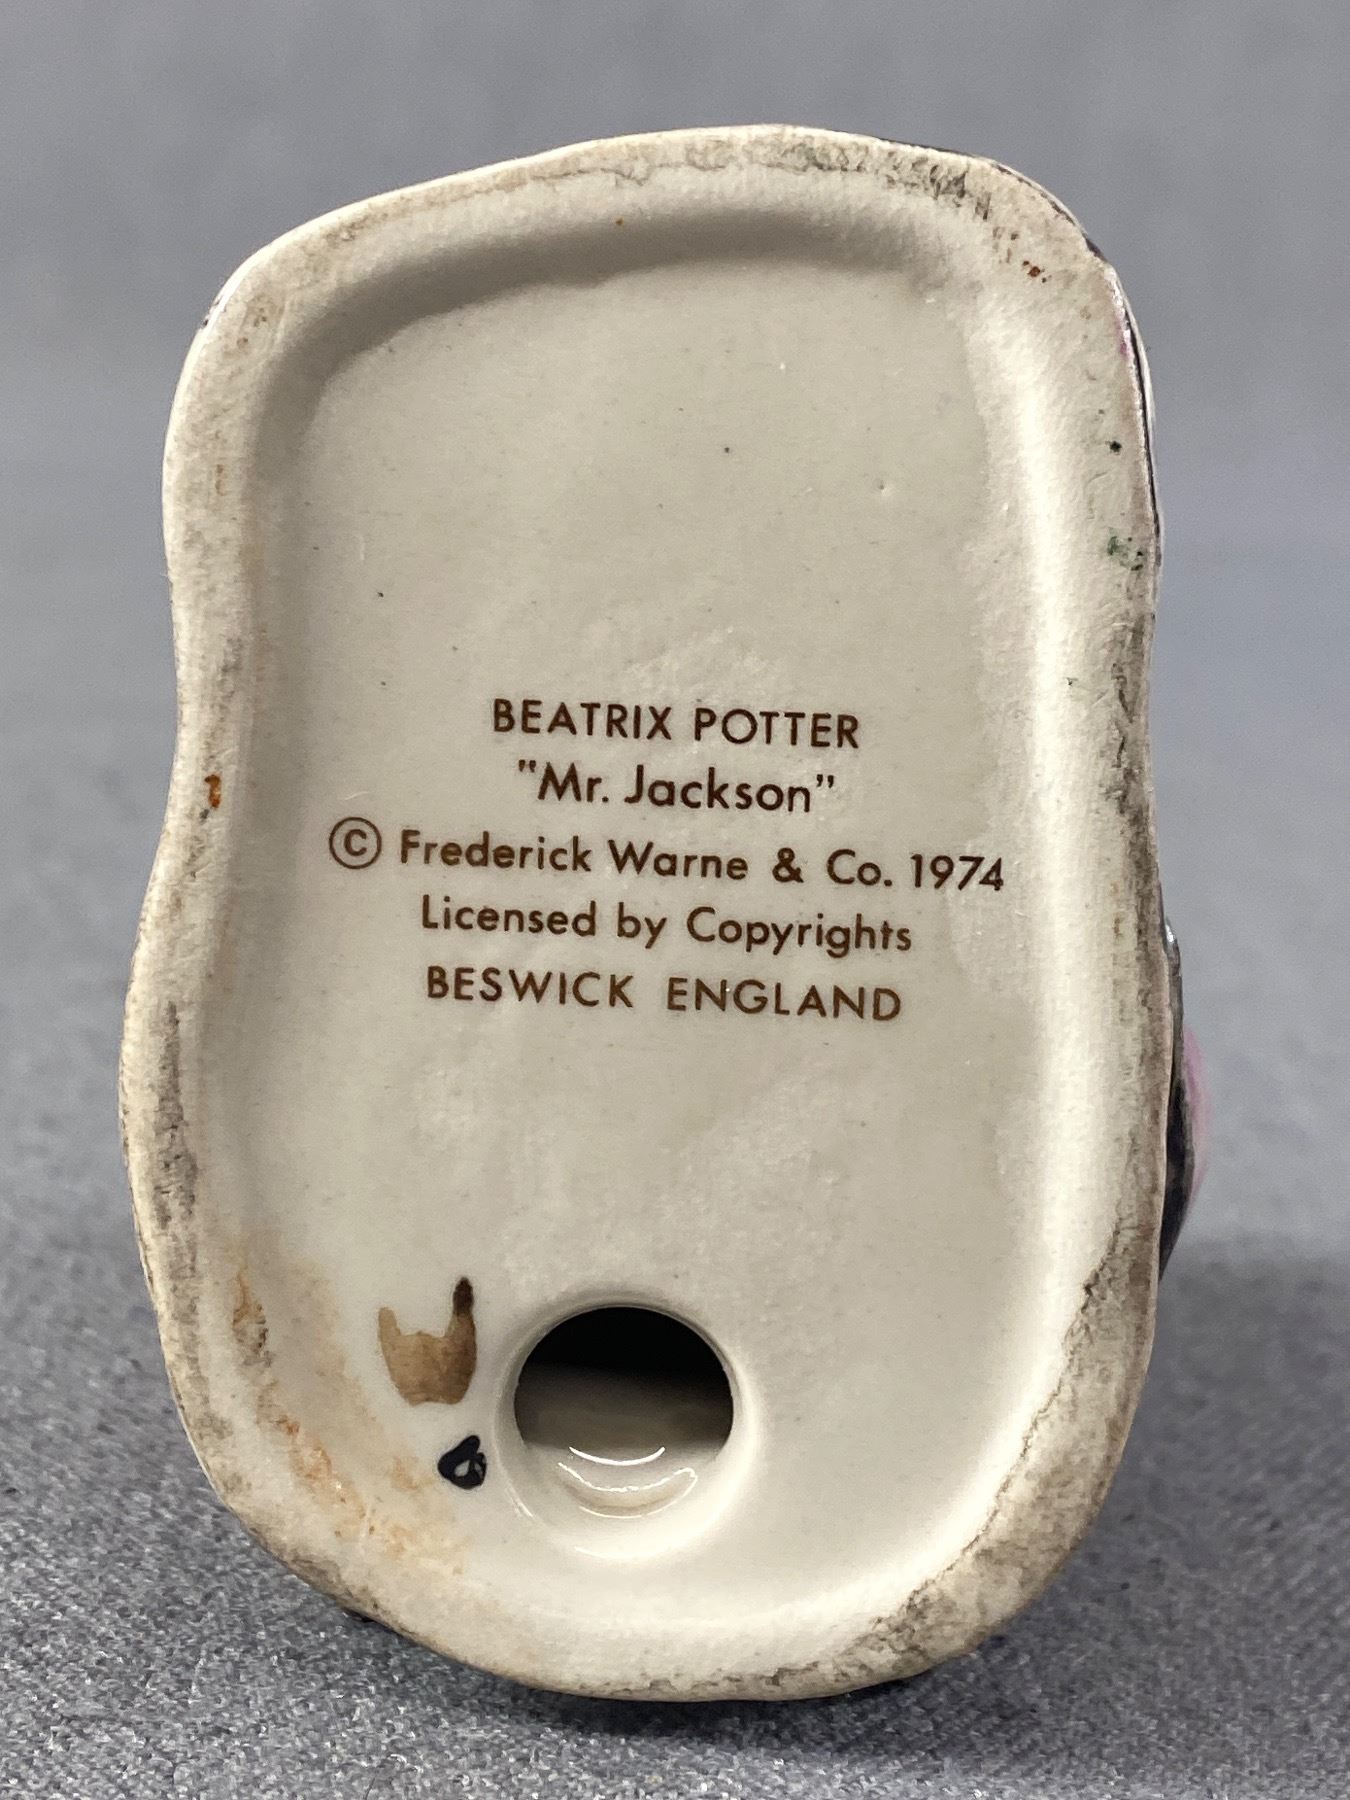 BEATRIX POTTER
"Mr. Jackson"
© Frederick Warne & Co. 1974
Licensed by Copyrights
BESWICK ENGLAND